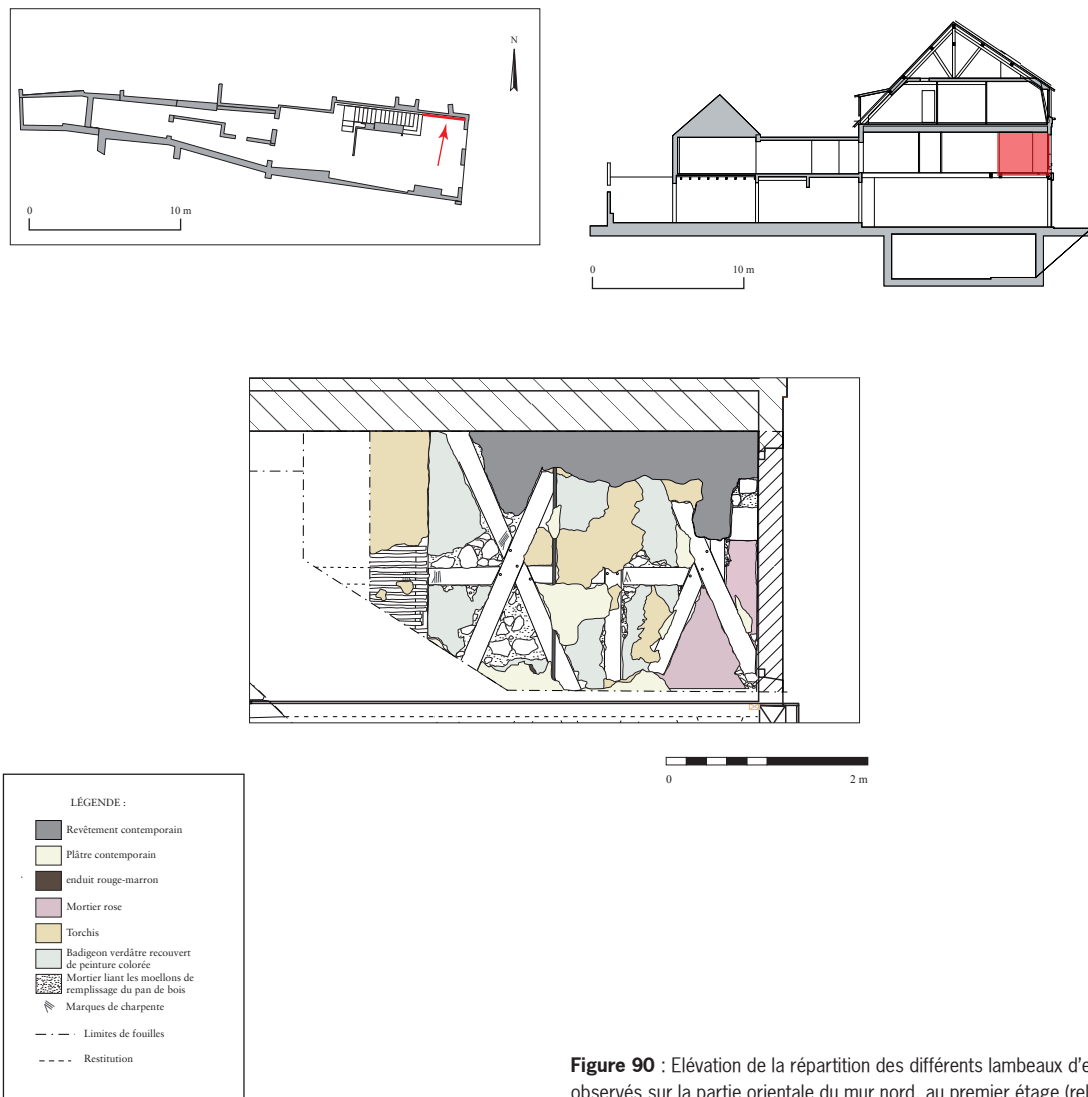 N
0 10 m
0 10 m
0 2 m
LÉGENDE :
Revêtement contemporain
Plâtre contemporain
enduit rouge-marron
Mortier rose
Torchis
Badigeon verdâtre recouvert
de peinture colorée
Mortier liant les moellons de
remplissage du pan de bois
Marques de charpente
Limites de fouilles
Restitution
Figure 90 : Elévation de la répartition des différents lambeaux d'e
observés sur la partie orientale du mur nord, au premier étage (rel